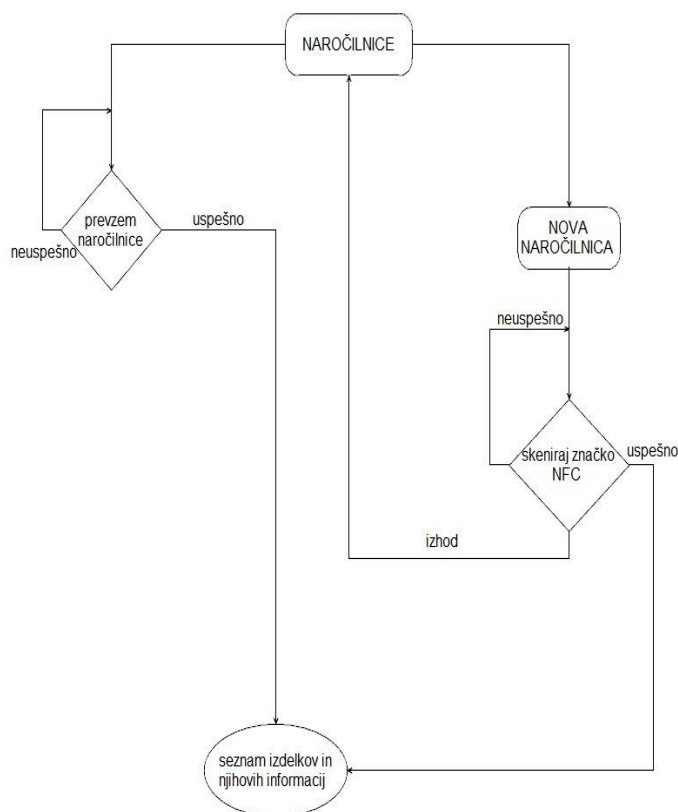 NAROČILNICE
prevzem
naročilnice
uspešno
neuspešno
NOVA
NAROČILNICA
neuspešno
skeniraj značko
NFC
uspešno
izhod
seznam izdelkov in
njihovih informacij